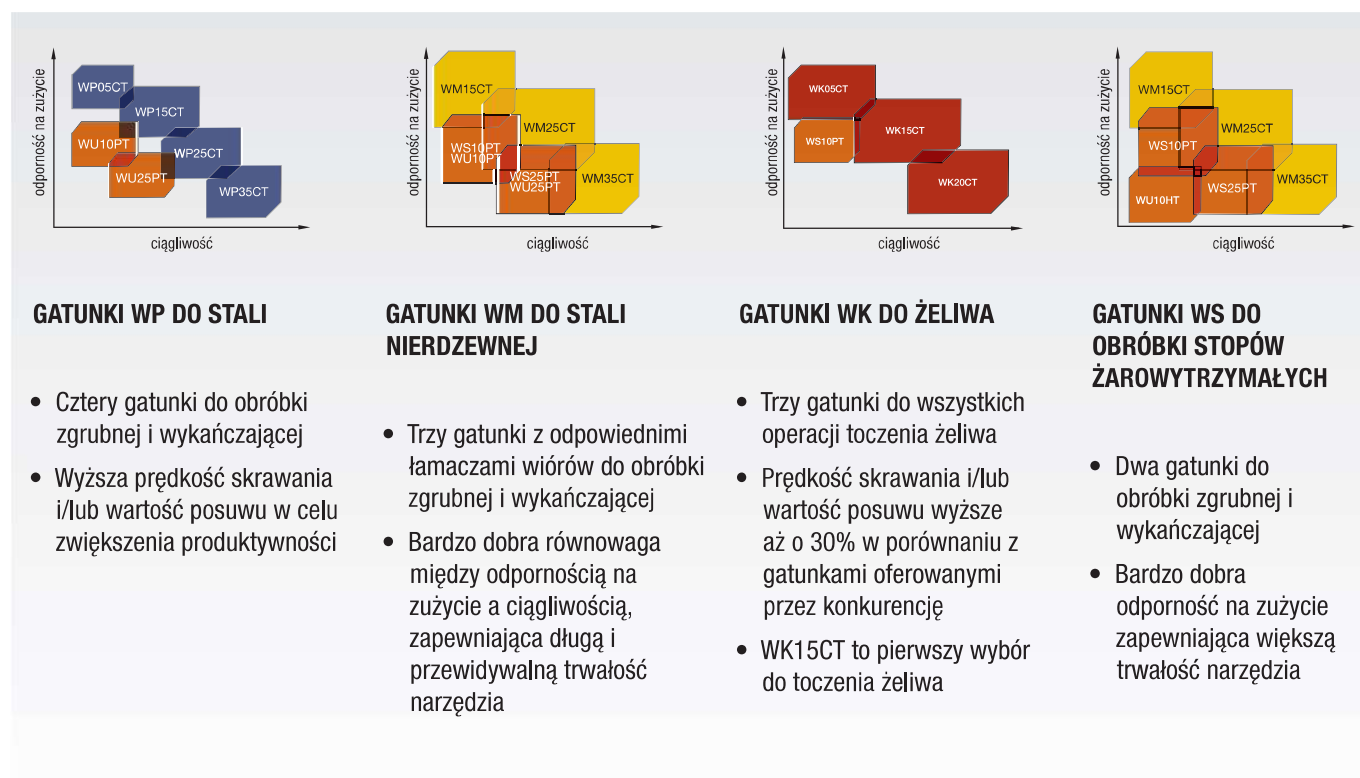 odporność na zużycie
WP05CT
WP15CT
WU10PT
WP25CT
WU25PT
WP35CT
ciągliwość
GATUNKI WP DO STALI
• Cztery gatunki do obróbki
zgrubnej i wykańczającej
• Wyższa prędkość skrawania
i/lub wartość posuwu w celu
zwiększenia produktywności
odporność na zużycie
WM15CT
WM25CT
WS10PT
WU10PT
WS25PT
WU25PT
WM35CT
ciągliwość
GATUNKI WM DO STALI
NIERDZEWNEJ
• Trzy gatunki z odpowiednimi
łamaczami wiórów do obróbki
zgrubnej i wykańczającej
• Bardzo dobra równowaga
między odpornością na
zużycie a ciągliwością,
zapewniająca długą i
przewidywalną trwałość
narzędzia
odporność na zużycie
WK05CT
WS10PT
WK15CT
WK20CT
ciągliwość
GATUNKI WK DO ŻELIWA
• Trzy gatunki do wszystkich
operacji toczenia żeliwa
• Prędkość skrawania i/lub
wartość posuwu wyższe
aż o 30% w porównaniu z
gatunkami oferowanymi
przez konkurencję
• WK15CT to pierwszy wybór
do toczenia żeliwa
odporność na zużycie
WM15CT
WM25CT
WS10PT
WM35CT
WS25PT
WU10HT
ciągliwość
GATUNKI WS DO
OBRÓBKI STOPÓW
ŻAROWYTRZYMAŁYCH
• Dwa gatunki do
obróbki zgrubnej i
wykańczającej
• Bardzo dobra
odporność na zużycie
zapewniająca większą
trwałość narzędzia